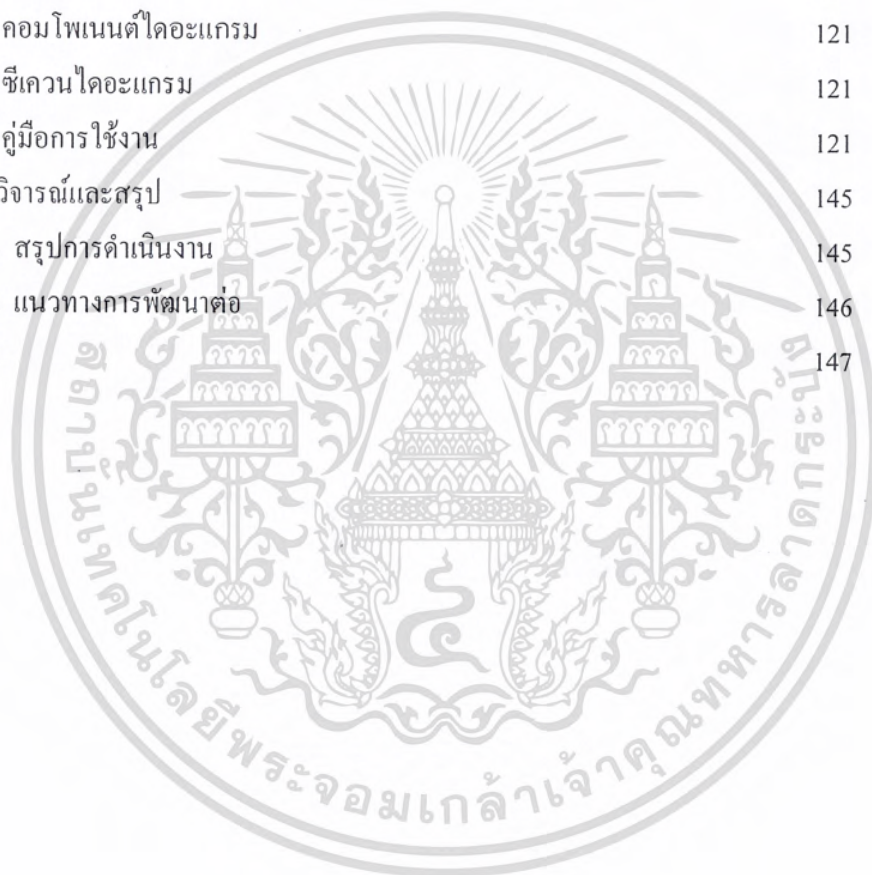 คอมโพเนนต์ไดอะแกรม 121
ซีเควนไดอะแกรม 121
คู่มือการใช้งาน 121
วิจารณ์และสรุป 145
สรุปการดำเนินงาน 145
แนวทางการพัฒนาต่อ 146
147
สถาบันเทคโนโลยีพระจอมเกล้าเจ้าคุณทหารลาดกระบัง
๔